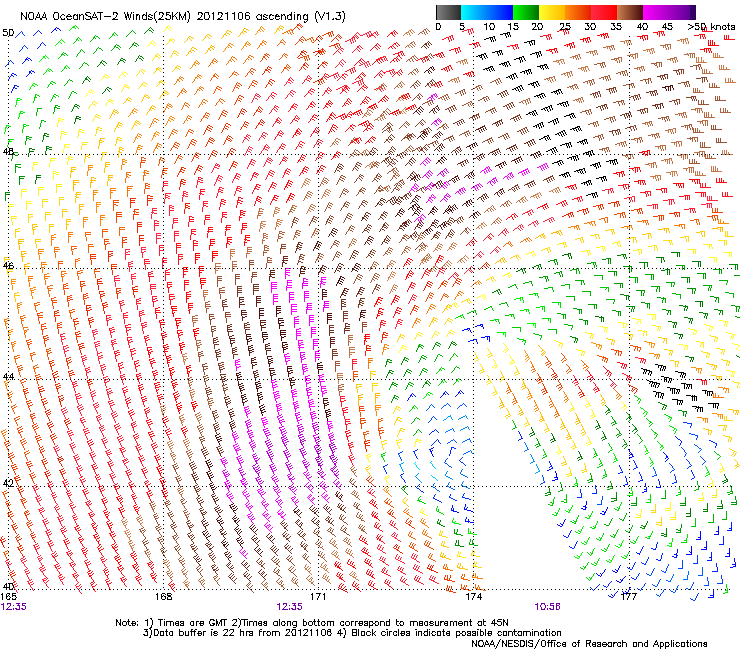 NOAA OceanSAT-2 Winds(25KM) 20121106 ascending (V1.3)
0 5 10 15 20 25 30 35 40 45 >50 knots
50
48
46
44
42
40
165 168 171 174 177
12:35 12:35 10:56
Note: 1) Times are GMT 2)Times along bottom correspond to measurement at 45N
3)Data buffer is 22 hrs from 20121106 4) Black circles indicate possible contamination
NOAA/NESDIS/Office of Research and Applications